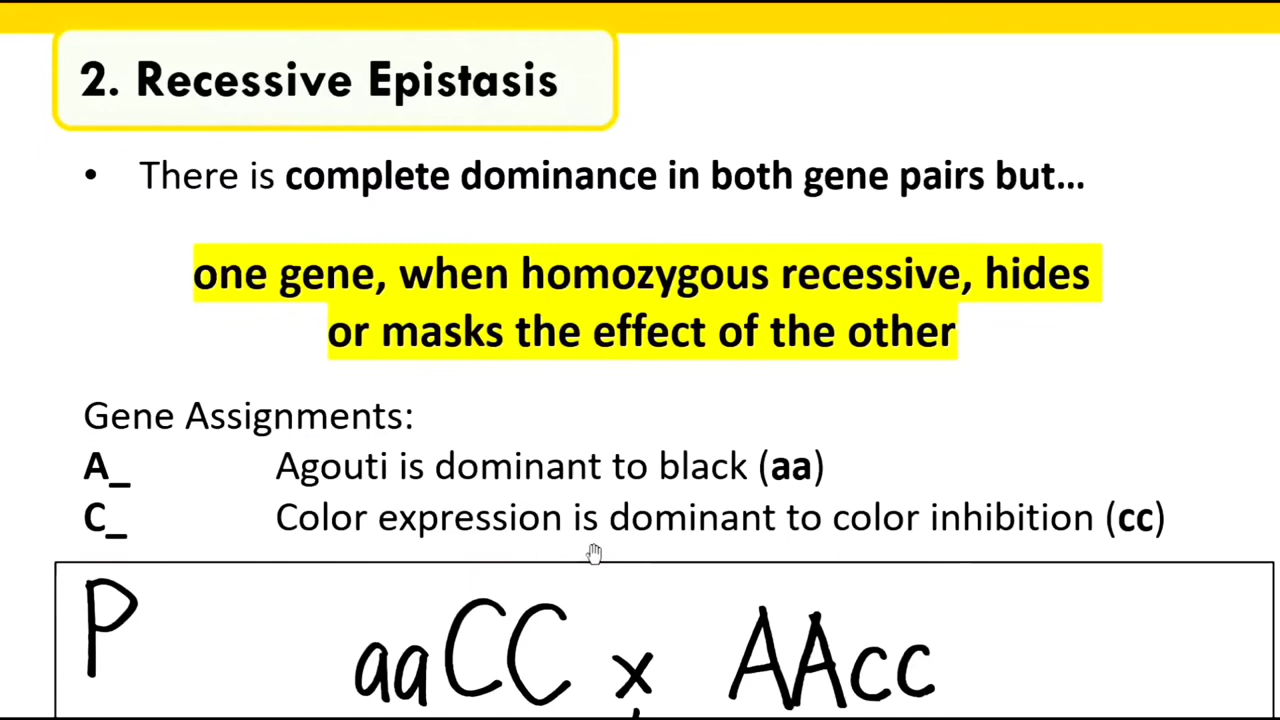 2. Recessive Epistasis
• There is complete dominance in both gene pairs but...
one gene, when homozygous recessive, hides
or masks the effect of the other
Gene Assignments:
A_ Agouti is dominant to black (aa)
C_ Color expression is dominant to color inhibition (cc)
P aaCC x AAcc